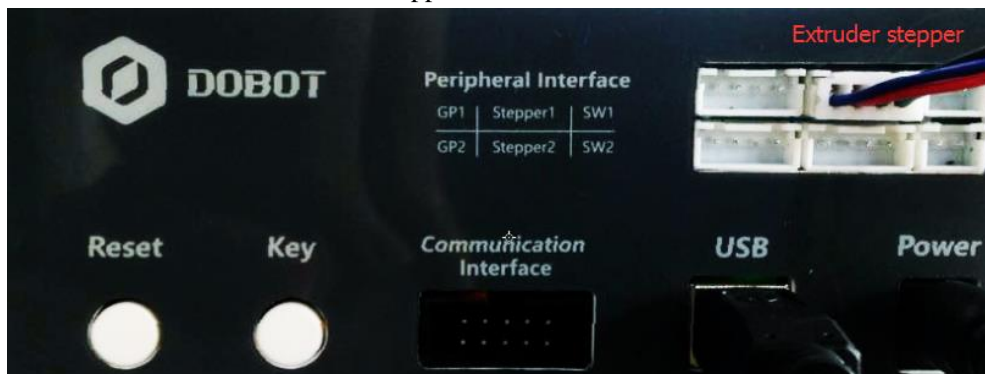 Extruder stepper
DOBOT
Peripheral Interface
GP1 | Stepper1 | SW1
GP2 | Stepper2 | SW2
Reset
Key
Communication
Interface
USB
Power